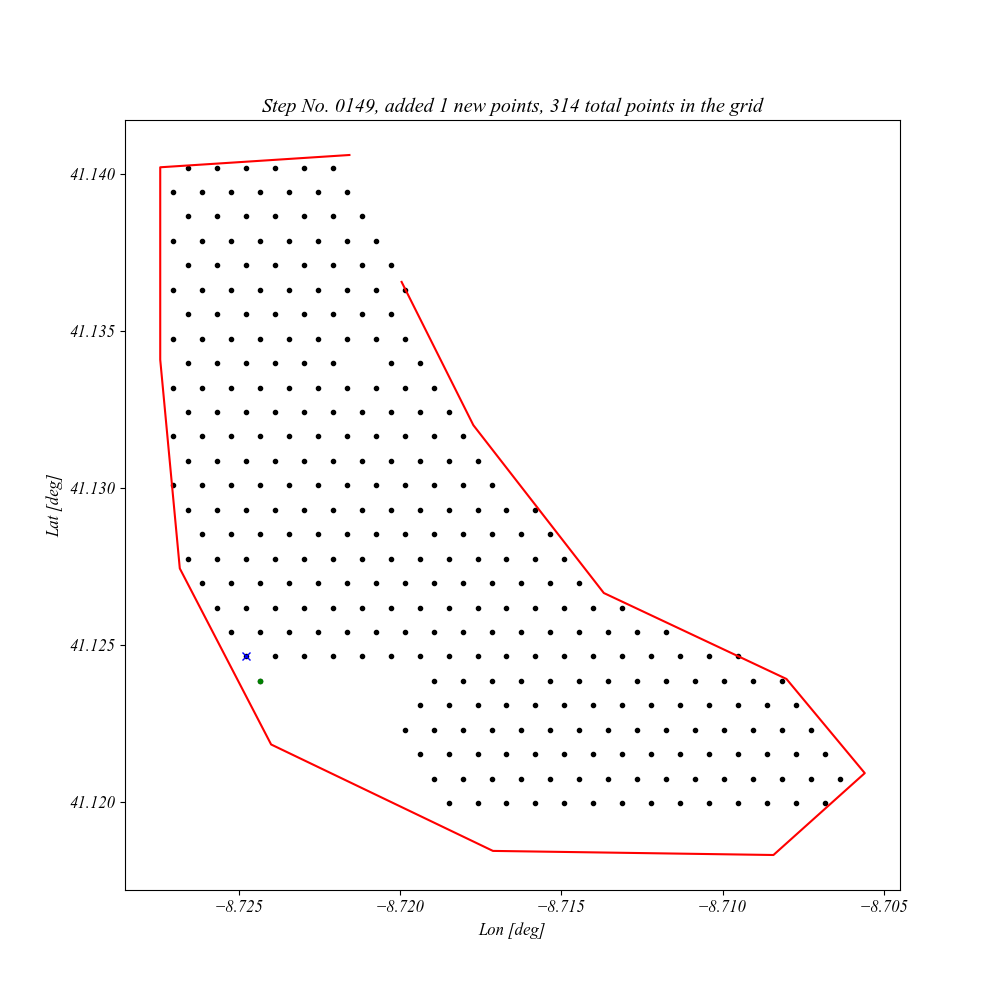 Step No. 0149, added 1 new points, 314 total points in the grid
41.140
41.135
41.130
41.125
41.120
Lat [deg]
−8.725 −8.720 −8.715 −8.710 −8.705
Lon [deg]